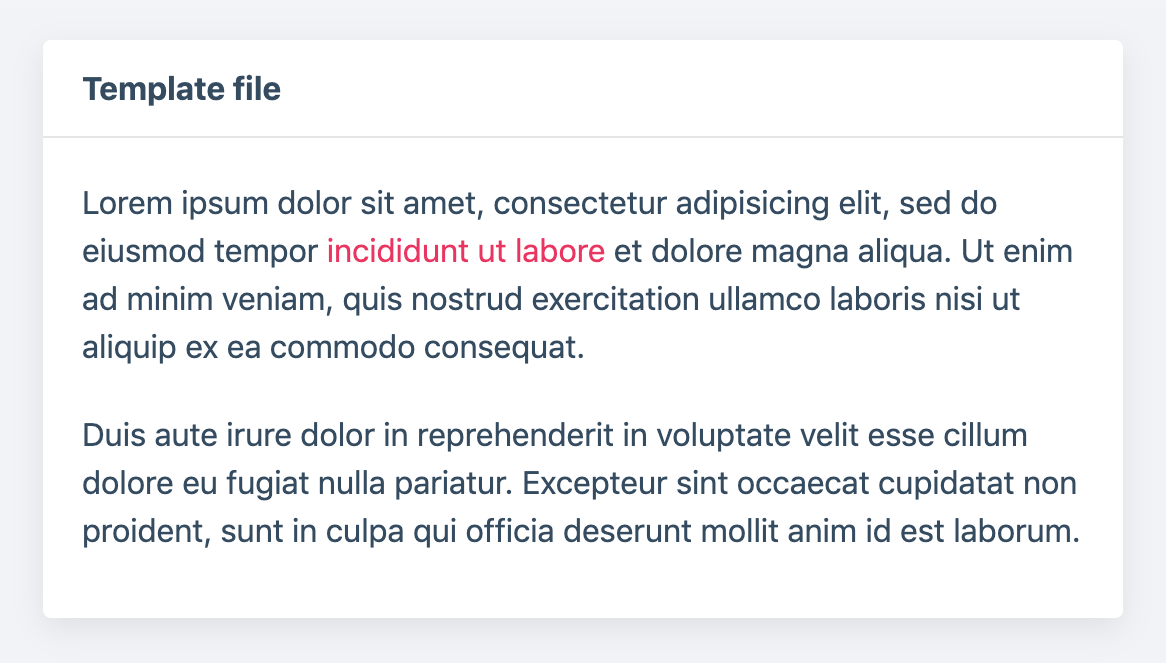 Template file
Lorem ipsum dolor sit amet, consectetur adipisicing elit, sed do
eiusmod tempor incididunt ut labore et dolore magna aliqua. Ut enim
ad minim veniam, quis nostrud exercitation ullamco laboris nisi ut
aliquip ex ea commodo consequat.
Duis aute irure dolor in reprehenderit in voluptate velit esse cillum
dolore eu fugiat nulla pariatur. Excepteur sint occaecat cupidatat non
proident, sunt in culpa qui officia deserunt mollit anim id est laborum.